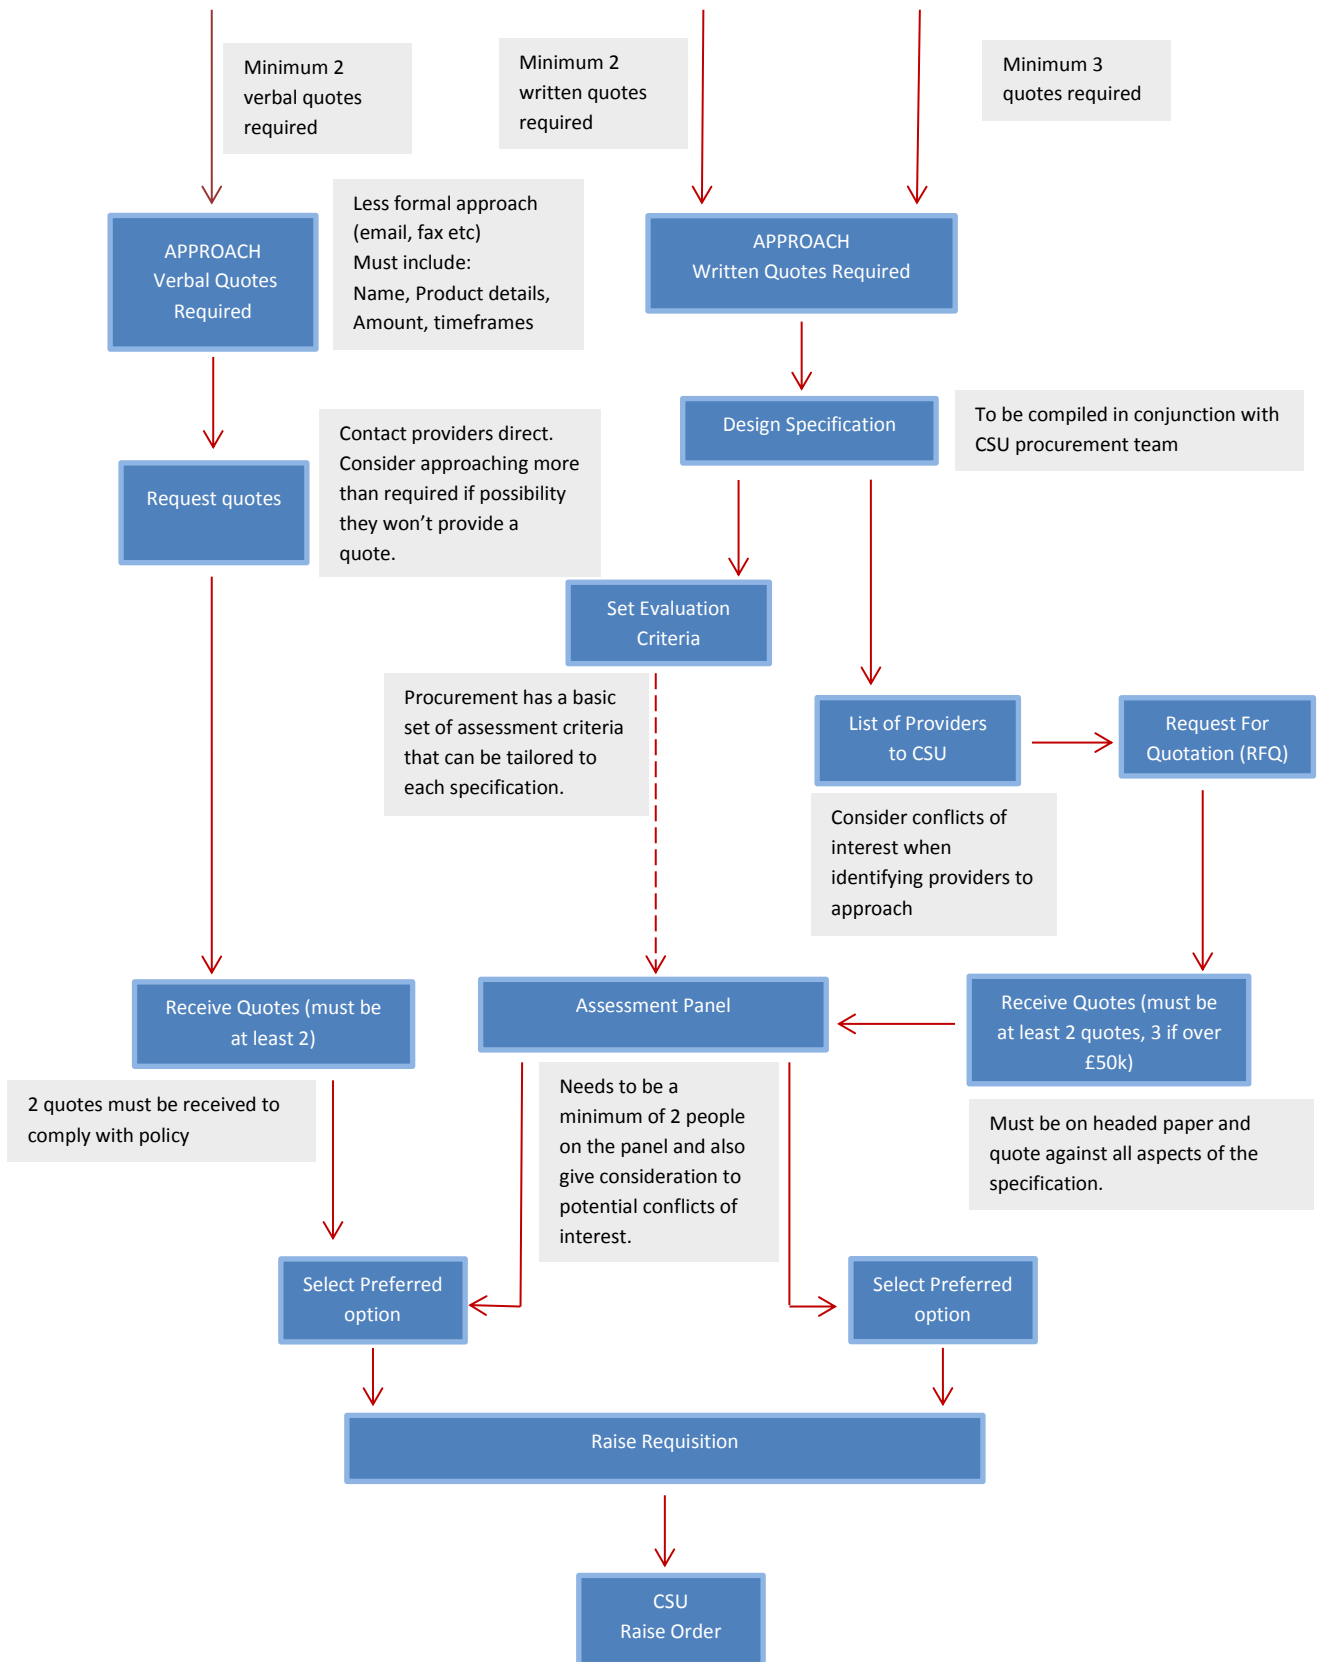 Minimum 2
verbal quotes
required
Minimum 2
written quotes
required
Minimum 3
quotes required
APPROACH
Verbal Quotes
Required
Less formal approach
(email, fax etc)
Must include:
Name, Product details,
Amount, timeframes
APPROACH
Written Quotes Required
Design Specification
To be compiled in conjunction with
CSU procurement team
Request quotes
Contact providers direct.
Consider approaching more
than required if possibility
they won’t provide a
quote.
Set Evaluation
Criteria
Procurement has a basic
set of assessment criteria
that can be tailored to
each specification.
List of Providers
to CSU
Request For
Quotation (RFQ)
Consider conflicts of
interest when
identifying providers to
approach
Receive Quotes (must be
at least 2)
Assessment Panel
Receive Quotes (must be
at least 2 quotes, 3 if over
£50k)
2 quotes must be received to
comply with policy
Needs to be a
minimum of 2 people
on the panel and also
give consideration to
potential conflicts of
interest.
Must be on headed paper and
quote against all aspects of the
specification.
Select Preferred
option
Select Preferred
option
Raise Requisition
CSU
Raise Order